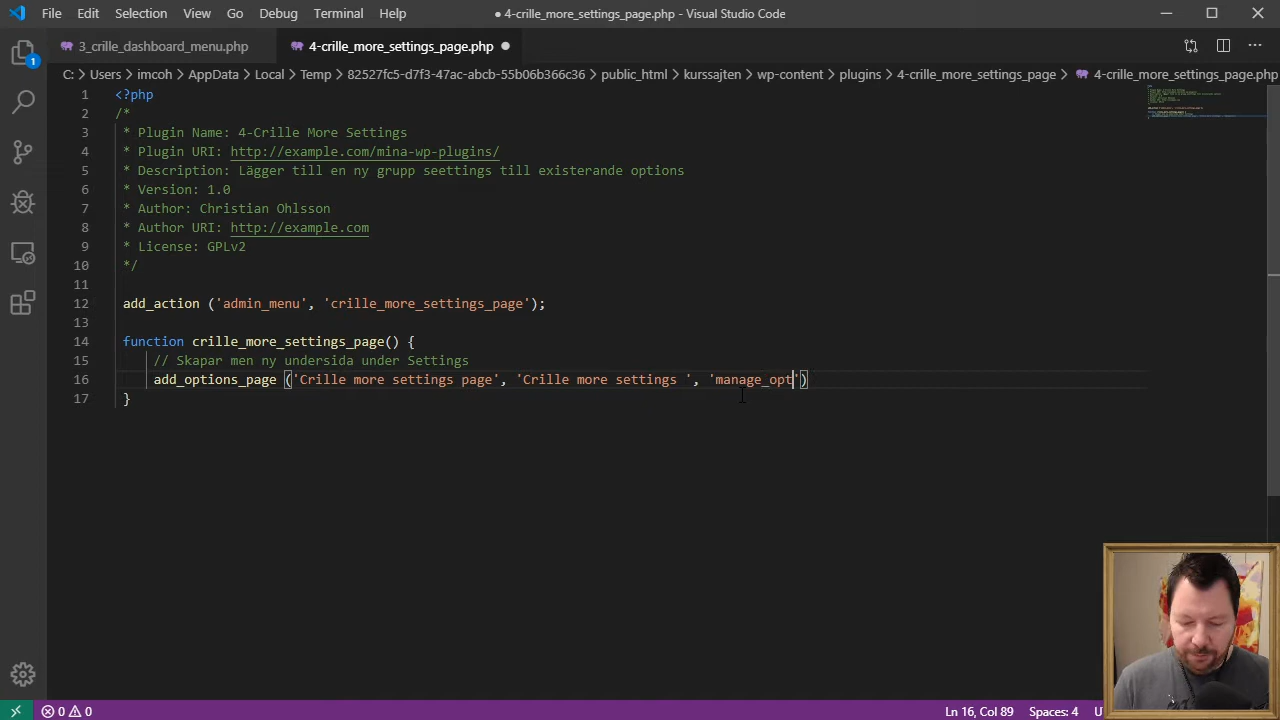 File Edit Selection View Go Debug Terminal Help
● 4-crille_more_settings_page.php - Visual Studio Code
3_crille_dashboard_menu.php
4-crille_more_settings_page.php ●
C: > Users > imcoh > AppData > Local > Temp > 82527fc5-d7f3-47ac-abcb-55b06b366c36 > public_html > kurssajten > wp-content > plugins > 4-crille_more_settings_page > 4-crille_more_settings_page.php
1
1 <?php
2 /*
3 * Plugin Name: 4-Crille More Settings
4 * Plugin URI: http://example.com/mina-wp-plugins/
5 * Description: Lägger till en ny grupp seettings till existerande options
6 * Version: 1.0
7 * Author: Christian Ohlsson
8 * Author URI: http://example.com
9 * License: GPLv2
10 */
11
12 add_action ('admin_menu', 'crille_more_settings_page');
13
14 function crille_more_settings_page() {
15 // Skapar men ny undersida under Settings
16 add_options_page ('Crille more settings page', 'Crille more settings ', 'manage_opt')
17 }
0 0
Ln 16, Col 89 Spaces: 4